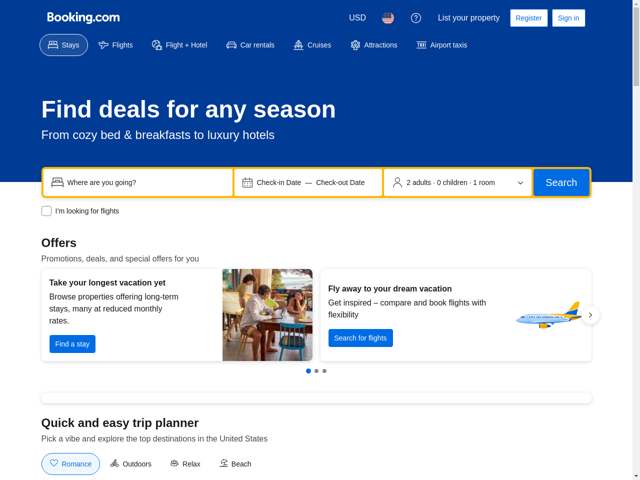 Booking.com
USD
List your property
Register
Sign in
Stays
Flights
Flight + Hotel
Car rentals
Cruises
Attractions
Airport taxis
Find deals for any season
From cozy bed & breakfasts to luxury hotels
Where are you going?
Check-in Date — Check-out Date
2 adults · 0 children · 1 room
Search
I'm looking for flights
Offers
Promotions, deals, and special offers for you
Take your longest vacation yet
Browse properties offering long-term
stays, many at reduced monthly
rates.
Find a stay
Fly away to your dream vacation
Get inspired – compare and book flights with
flexibility
Search for flights
Quick and easy trip planner
Pick a vibe and explore the top destinations in the United States
Romance
Outdoors
Relax
Beach